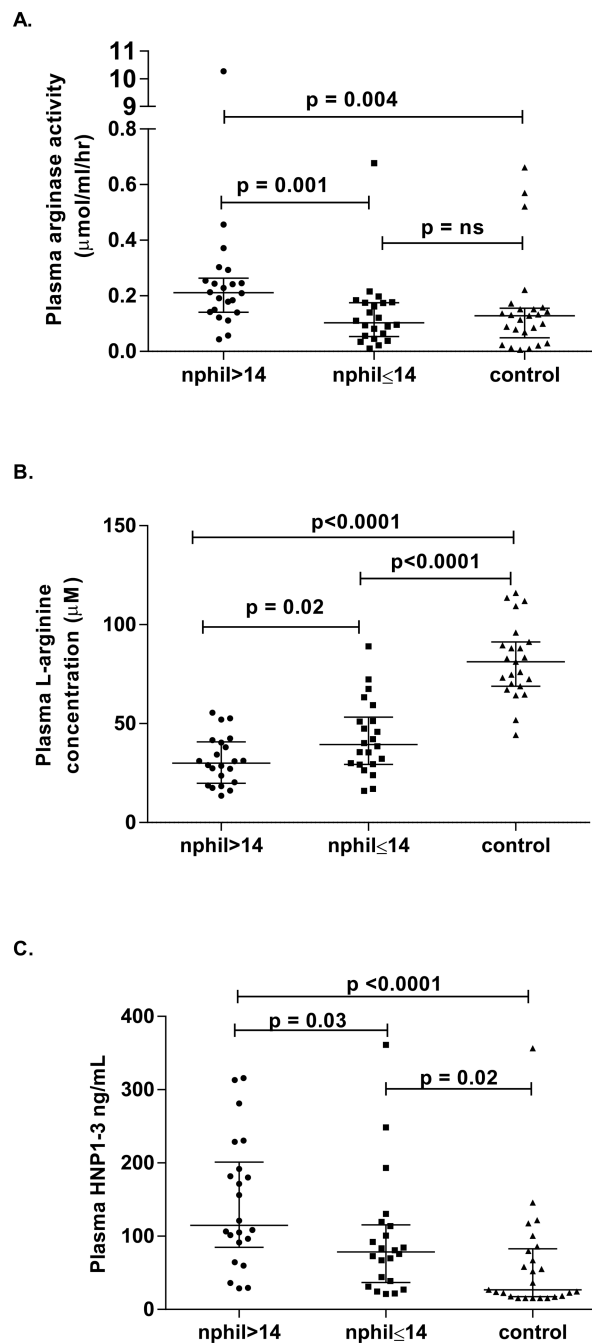 A.
Plasma arginase activity
(μmol/ml/hr)
11
10
9
0.8
0.6
0.4
0.2
0.0
p = 0.004
p = 0.001
p = ns
nphil>14
nphil≤14
control
B.
Plasma L-arginine
concentration (μM)
150
100
50
0
p<0.0001
p<0.0001
p = 0.02
nphil>14
nphil≤14
control
C.
Plasma HNP1-3 ng/mL
400
300
200
100
0
p <0.0001
p = 0.03
p = 0.02
nphil>14
nphil≤14
control